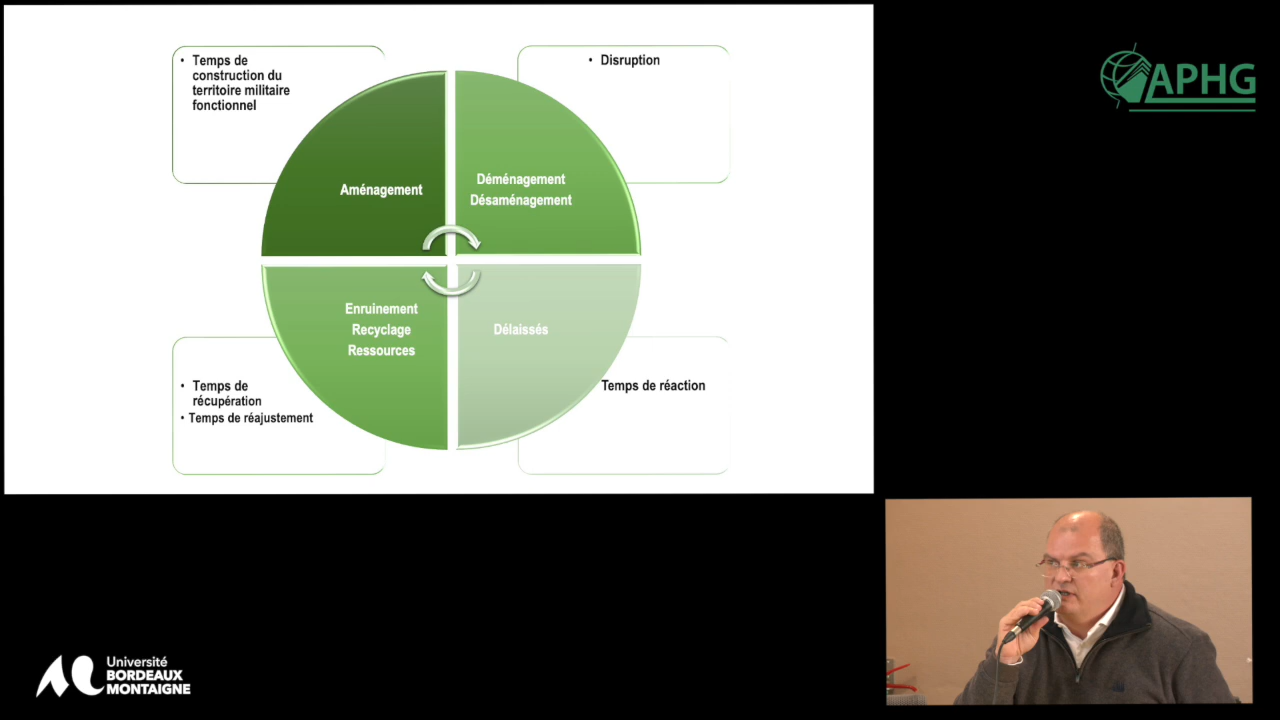 • Temps de
construction du
territoire militaire
fonctionnel
• Disruption
APHG
Aménagement
Déménagement
Désaménagement
Enruinement
Recyclage
Ressources
Délaissés
• Temps de
récupération
• Temps de réajustement
Temps de réaction
Université
BORDEAUX
MONTAIGNE